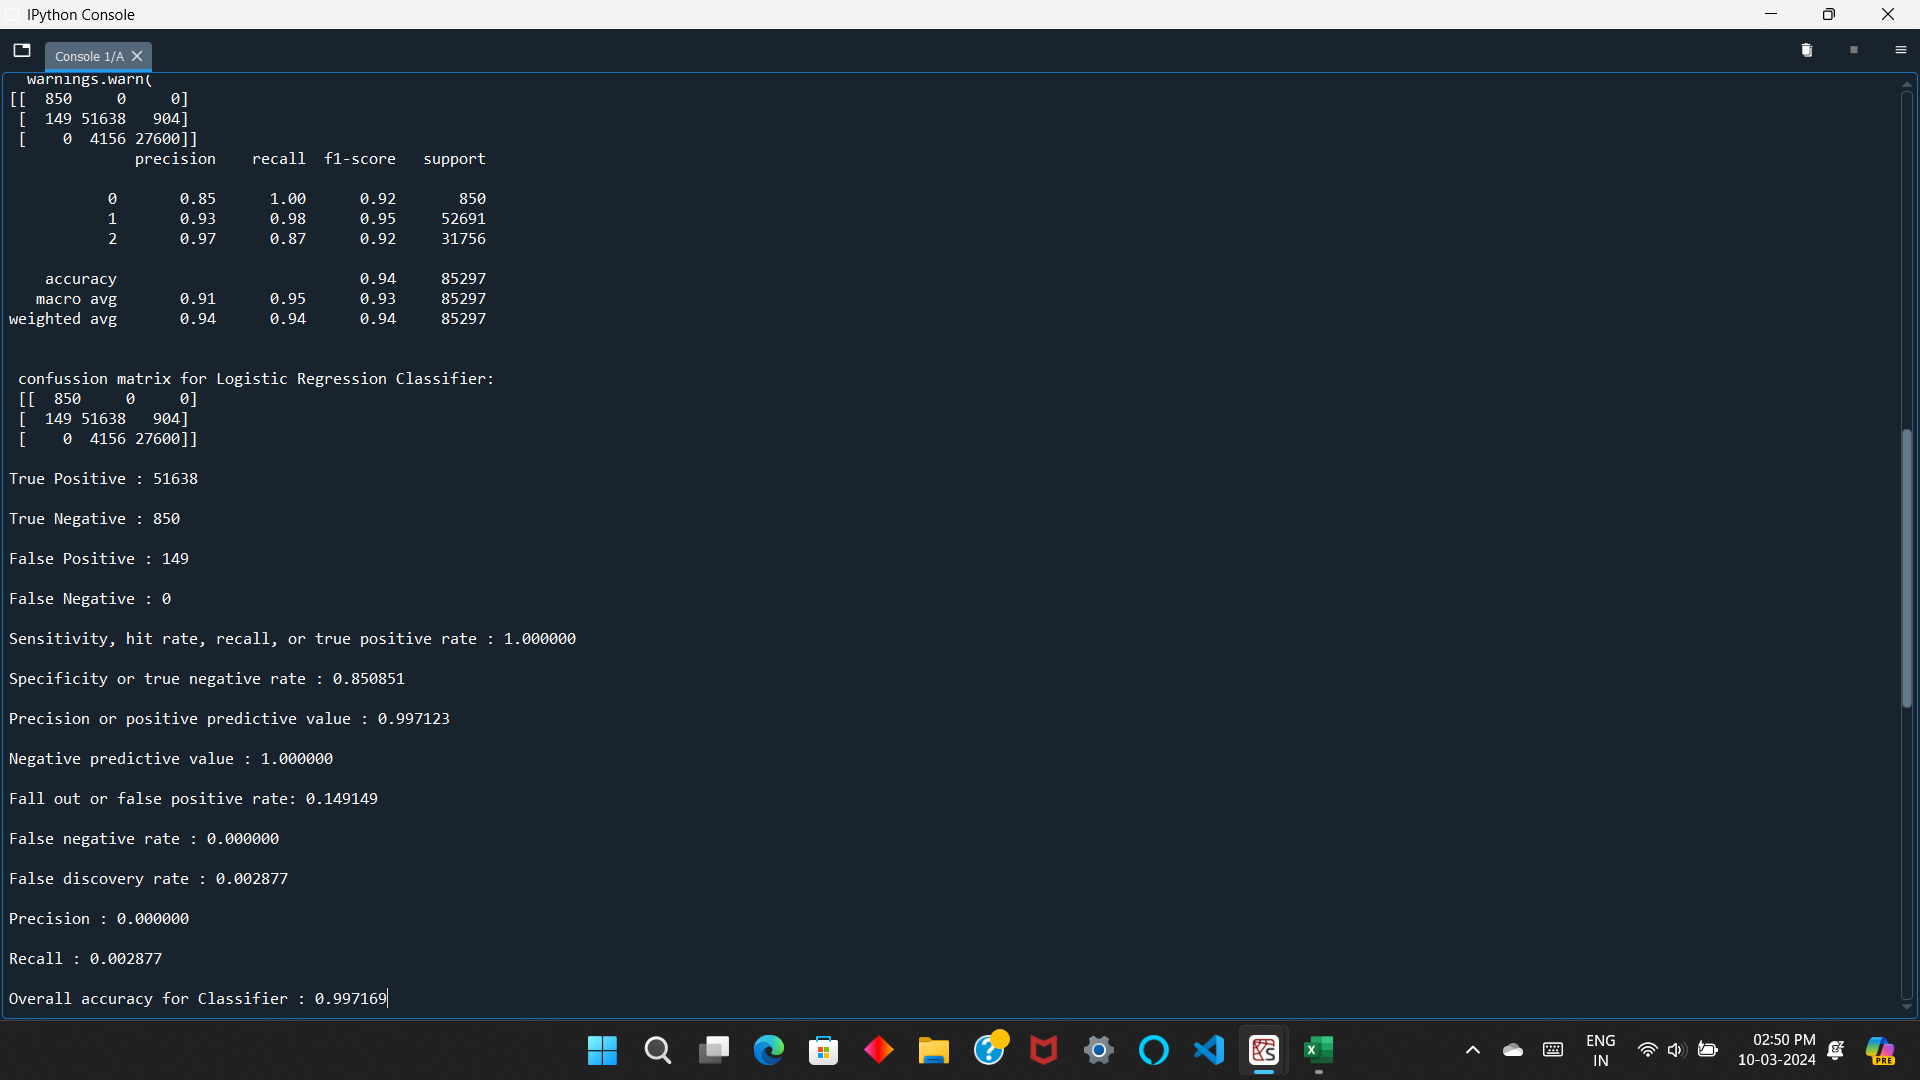 IPython Console
Console 1/A
warnings.warn(
[[  850     0     0]
 [  149 51638   904]
 [    0  4156 27600]]
              precision    recall  f1-score   support

           0       0.85      1.00      0.92       850
           1       0.93      0.98      0.95     52691
           2       0.97      0.87      0.92     31756

    accuracy                           0.94     85297
   macro avg       0.91      0.95      0.93     85297
weighted avg       0.94      0.94      0.94     85297

 confussion matrix for Logistic Regression Classifier:
 [[  850     0     0]
 [  149 51638   904]
 [    0  4156 27600]]
True Positive : 51638
True Negative : 850
False Positive : 149
False Negative : 0
Sensitivity, hit rate, recall, or true positive rate : 1.000000
Specificity or true negative rate : 0.850851
Precision or positive predictive value : 0.997123
Negative predictive value : 1.000000
Fall out or false positive rate: 0.149149
False negative rate : 0.000000
False discovery rate : 0.002877
Precision : 0.000000
Recall : 0.002877
Overall accuracy for Classifier : 0.997169
ENG
IN
02:50 PM
10-03-2024
PRE